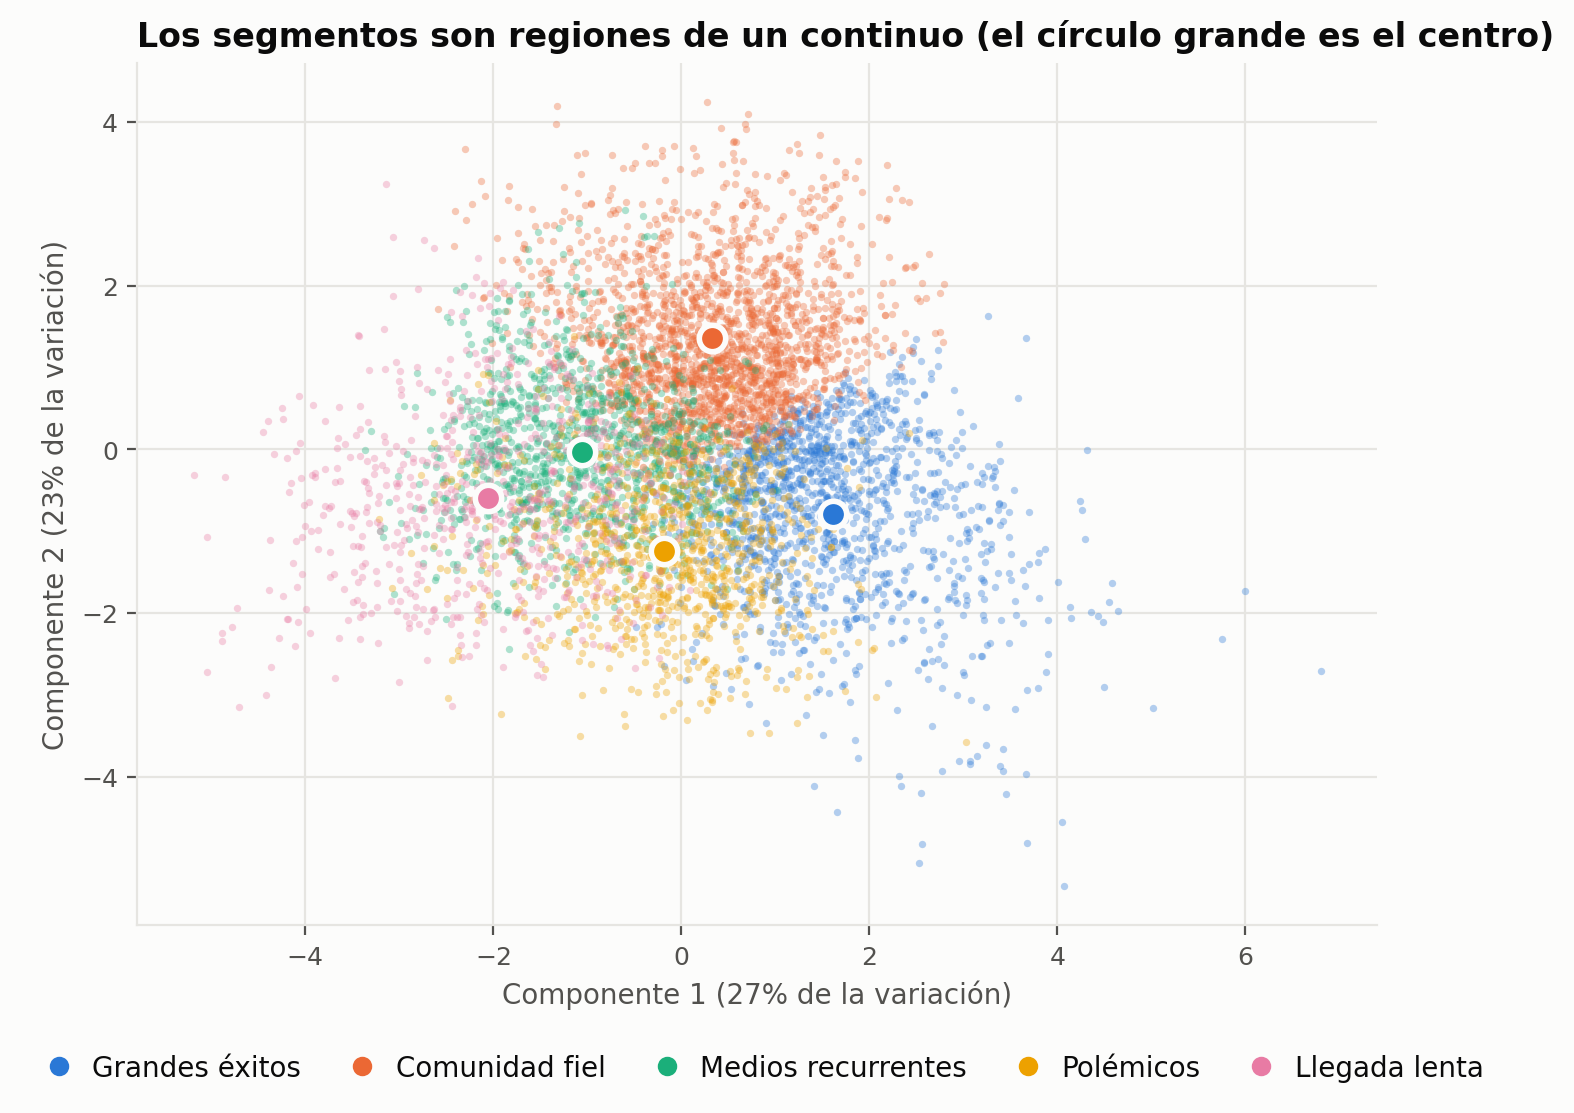 Los segmentos son regiones de un continuo (el círculo grande es el centro)
Componente 2 (23% de la variación)
4
2
0
−2
−4
−4
−2
0
2
4
6
Componente 1 (27% de la variación)
Grandes éxitos
Comunidad fiel
Medios recurrentes
Polémicos
Llegada lenta